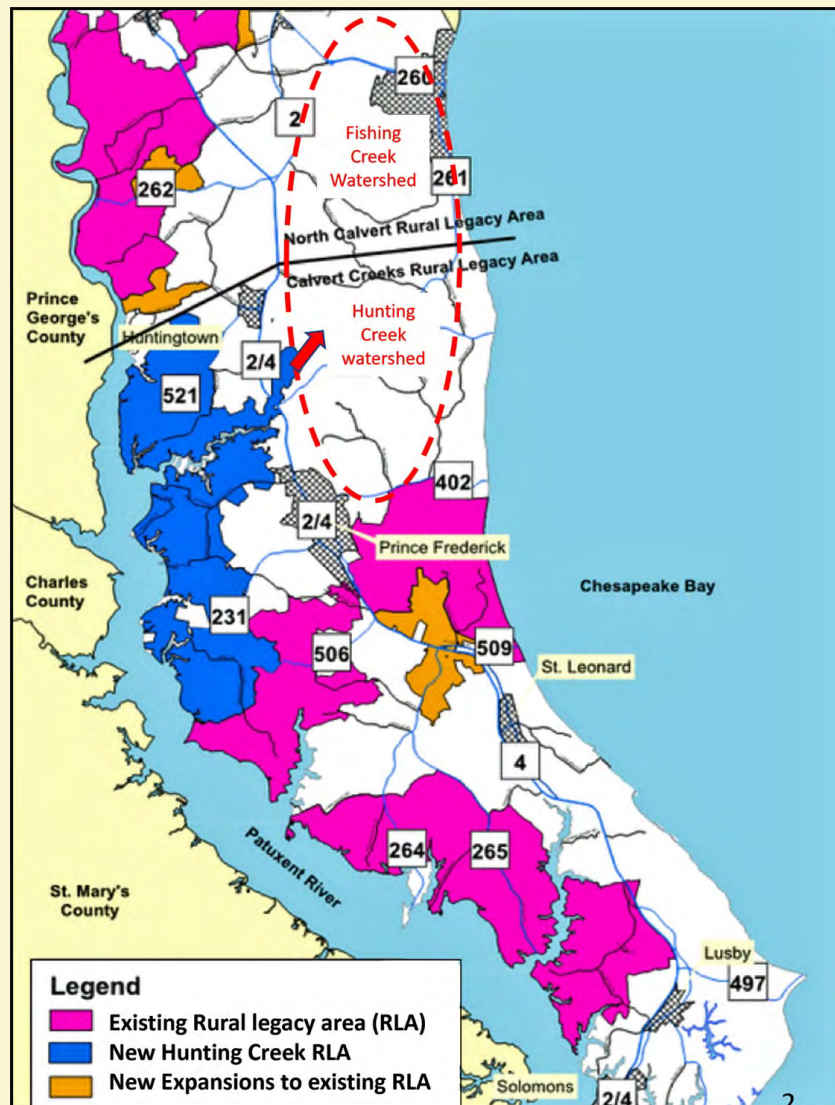 260
2
Fishing
Creek
Watershed
262
261
North Calvert Rural Legacy Area
Calvert Creeks Rural Legacy Area
Prince
George's
County
Huntingtown
Hunting
Creek
watershed
2/4
521
402
2/4
Prince Frederick
Charles
County
Chesapeake Bay
231
506
509
St. Leonard
4
Patuxent River
264
265
St. Mary's
County
Lusby
497
Legend
Existing Rural legacy area (RLA)
New Hunting Creek RLA
New Expansions to existing RLA
Solomons
2/4
2